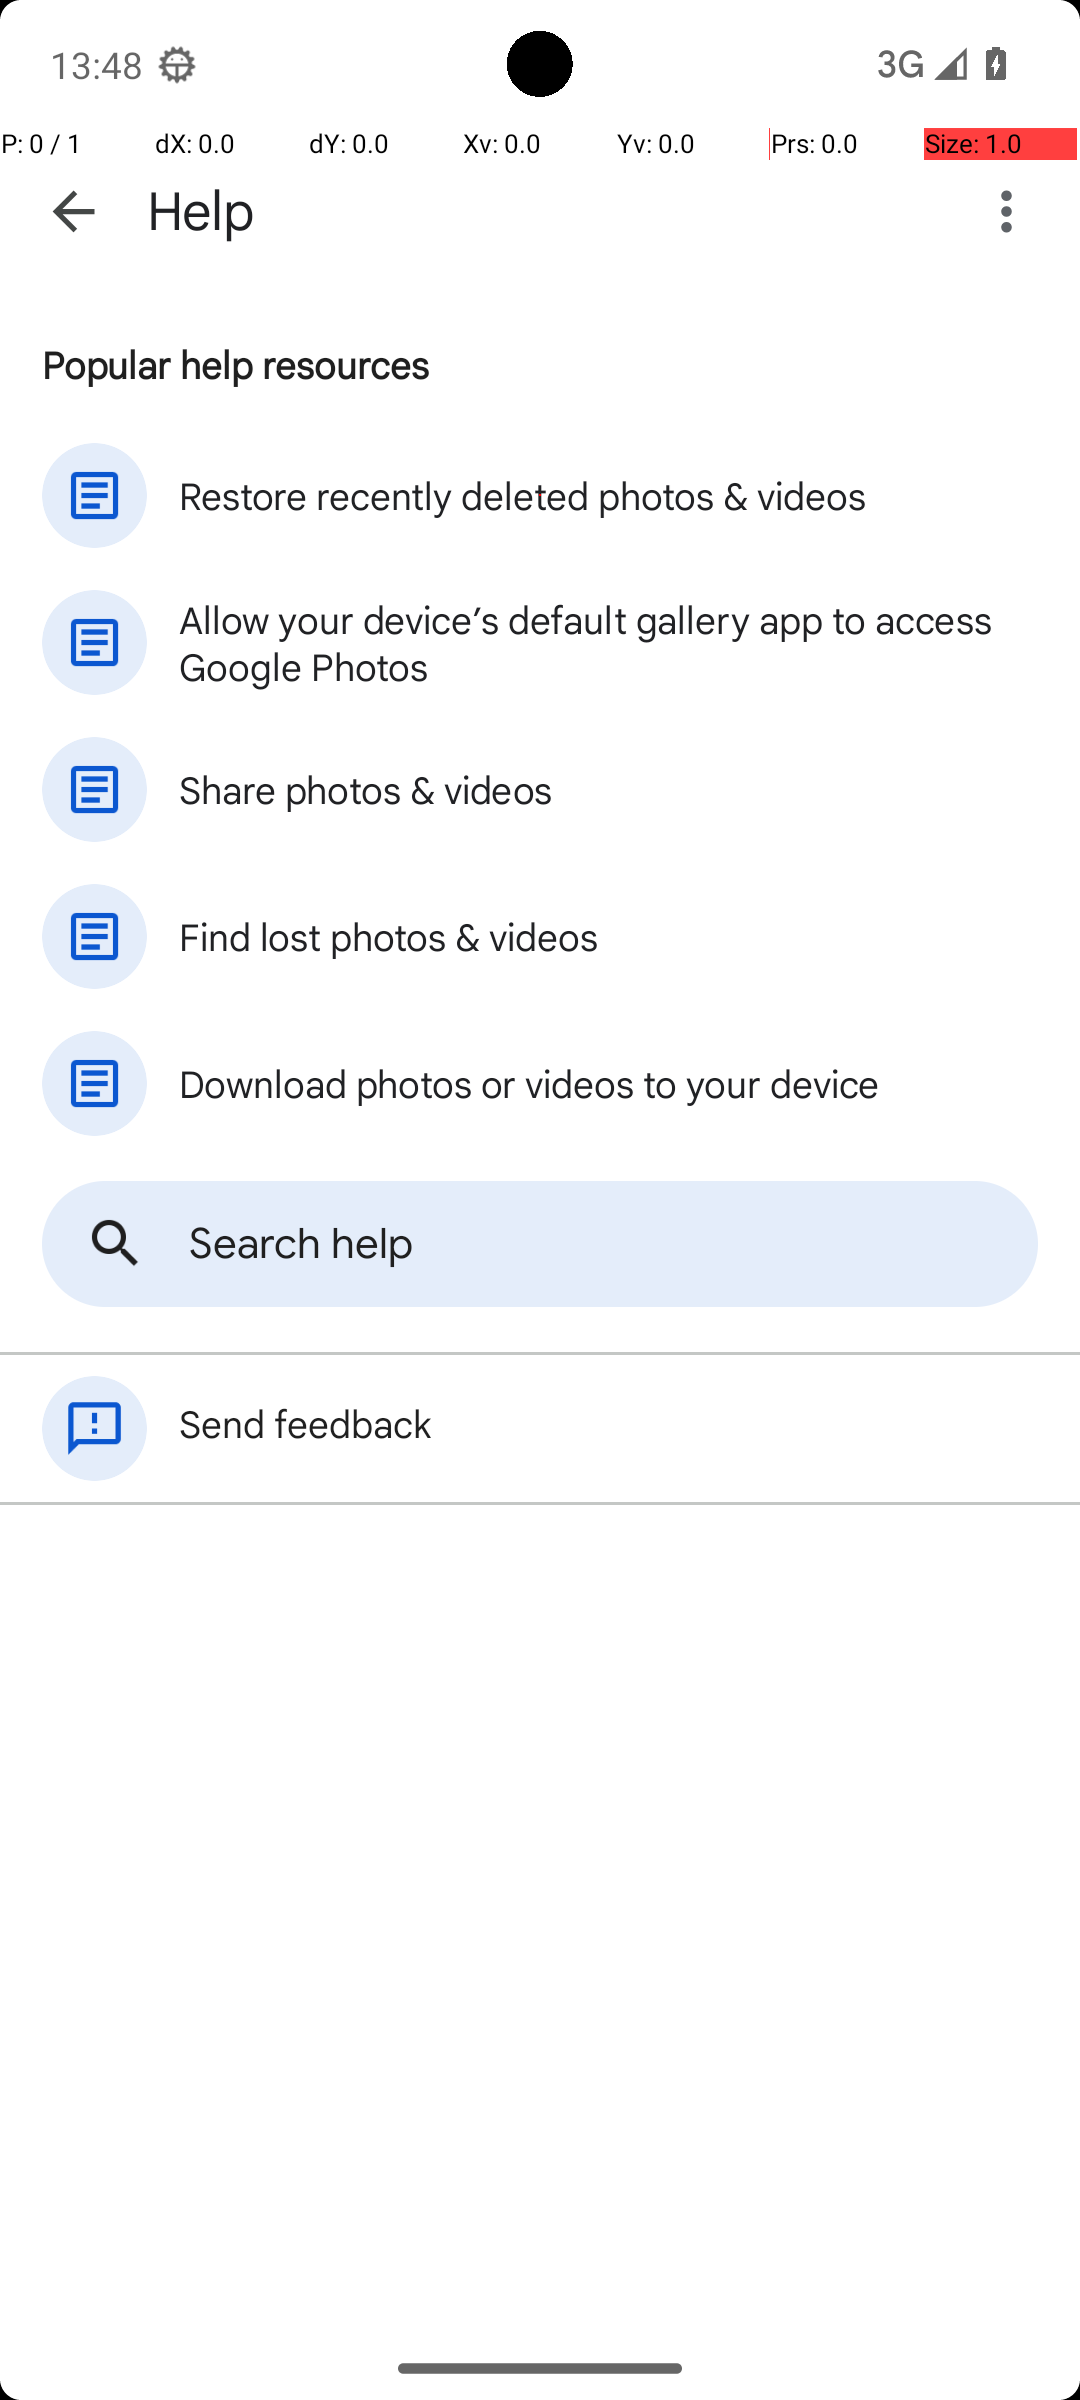 13:48
3G
P: 0 / 1 dX: 0.0 dY: 0.0 Xv: 0.0 Yv: 0.0 Prs: 0.0 Size: 1.0
Help
Popular help resources
Restore recently deleted photos & videos
Allow your device’s default gallery app to access
Google Photos
Share photos & videos
Find lost photos & videos
Download photos or videos to your device
Search help
Send feedback